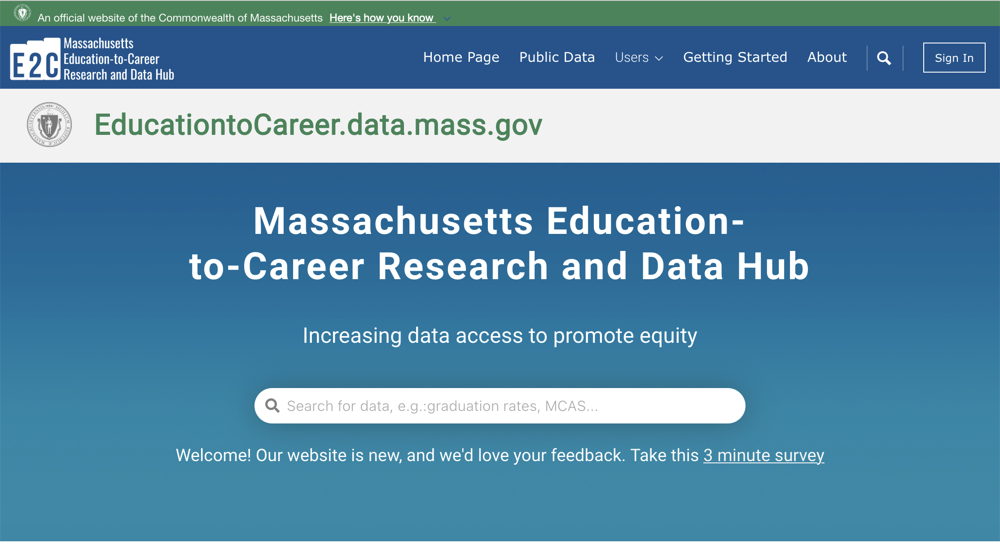 An official website of the Commonwealth of Massachusetts Here's how you know
E2C
Massachusetts
Education-to-Career
Research and Data Hub
Home Page Public Data Users Getting Started About Sign In
EducationtoCareer.data.mass.gov
Massachusetts Education-
to-Career Research and Data Hub
Increasing data access to promote equity
Search for data, e.g.:graduation rates, MCAS...
Welcome! Our website is new, and we'd love your feedback. Take this 3 minute survey